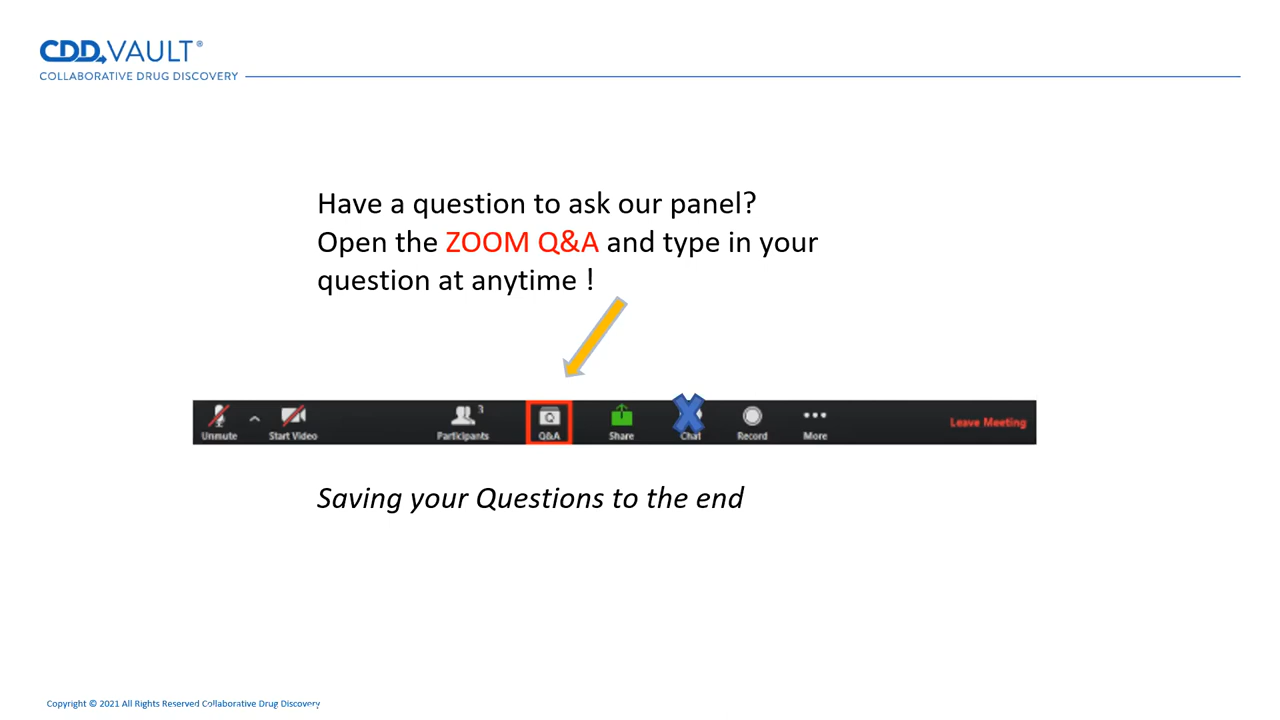 CDD VAULT®
COLLABORATIVE DRUG DISCOVERY
Have a question to ask our panel?
Open the ZOOM Q&A and type in your
question at anytime !
3
Unmute Start Video Participants Q&A Share Chat Record More Leave Meeting
Saving your Questions to the end
Copyright © 2021 All Rights Reserved Collaborative Drug Discovery